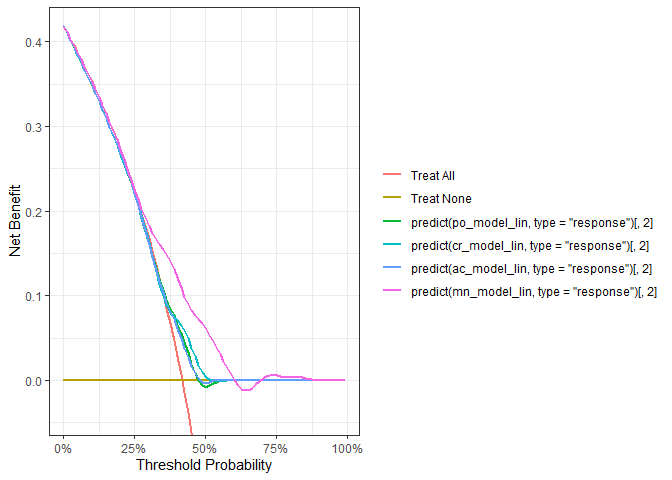 0.4
0.3
0.2
0.1
0.0
Net Benefit
0%
25%
50%
75%
100%
Threshold Probability
Treat All
Treat None
predict(po_model_lin, type = "response")[, 2]
predict(cr_model_lin, type = "response")[, 2]
predict(ac_model_lin, type = "response")[, 2]
predict(mn_model_lin, type = "response")[, 2]